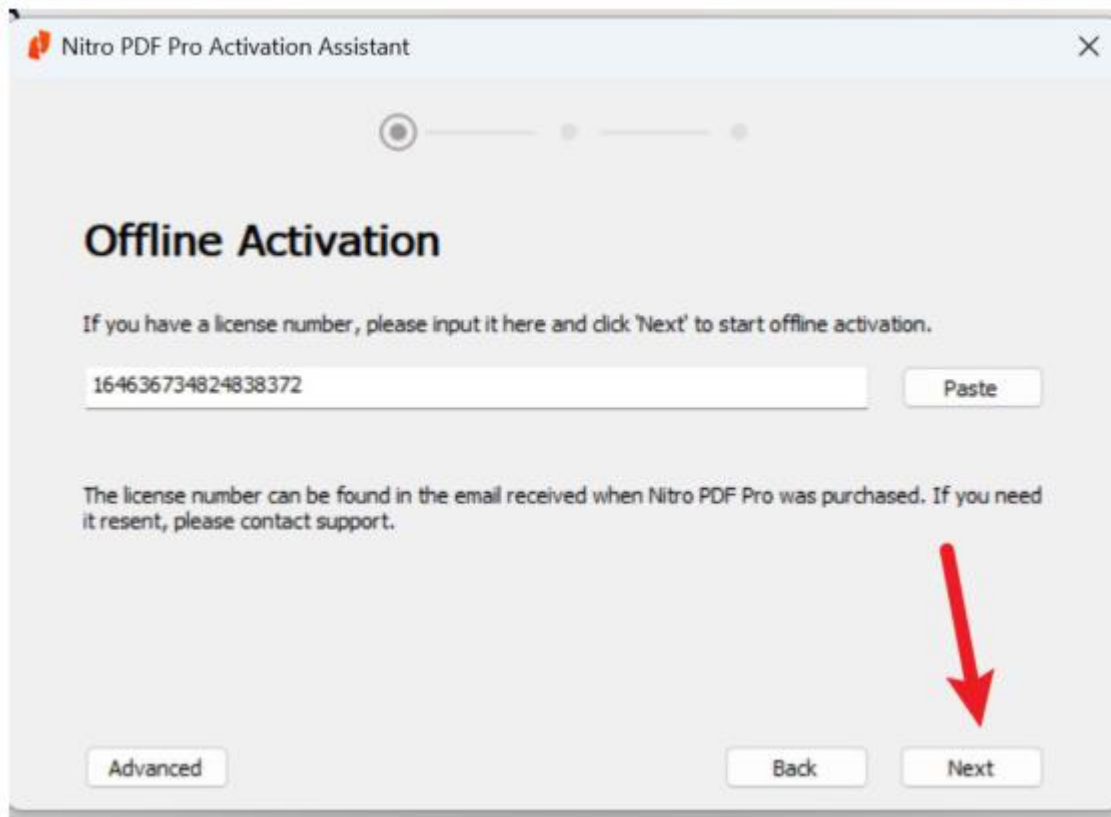 Nitro PDF Pro Activation Assistant
Offline Activation
If you have a license number, please input it here and click 'Next' to start offline activation.
164636734824838372
Paste
The license number can be found in the email received when Nitro PDF Pro was purchased. If you need
it resent, please contact support.
Advanced
Back
Next